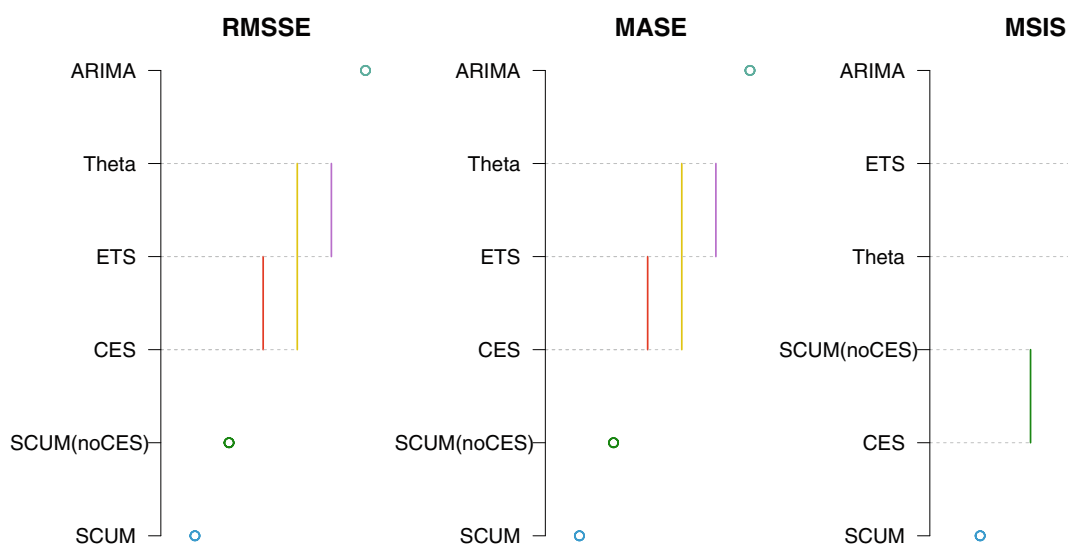 RMSSE
ARIMA
Theta
ETS
CES
SCUM(noCES)
SCUM
MASE
ARIMA
Theta
ETS
CES
SCUM(noCES)
SCUM
MSIS
ARIMA
ETS
Theta
SCUM(noCES)
CES
SCUM